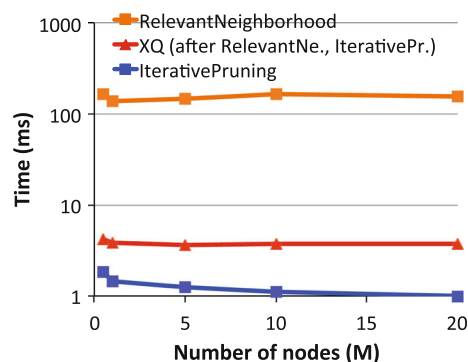 RelevantNeighborhood
XQ (after RelevantNe., IterativePr.)
IterativePruning
1000
100
10
1
Time (ms)
0 5 10 15 20
Number of nodes (M)